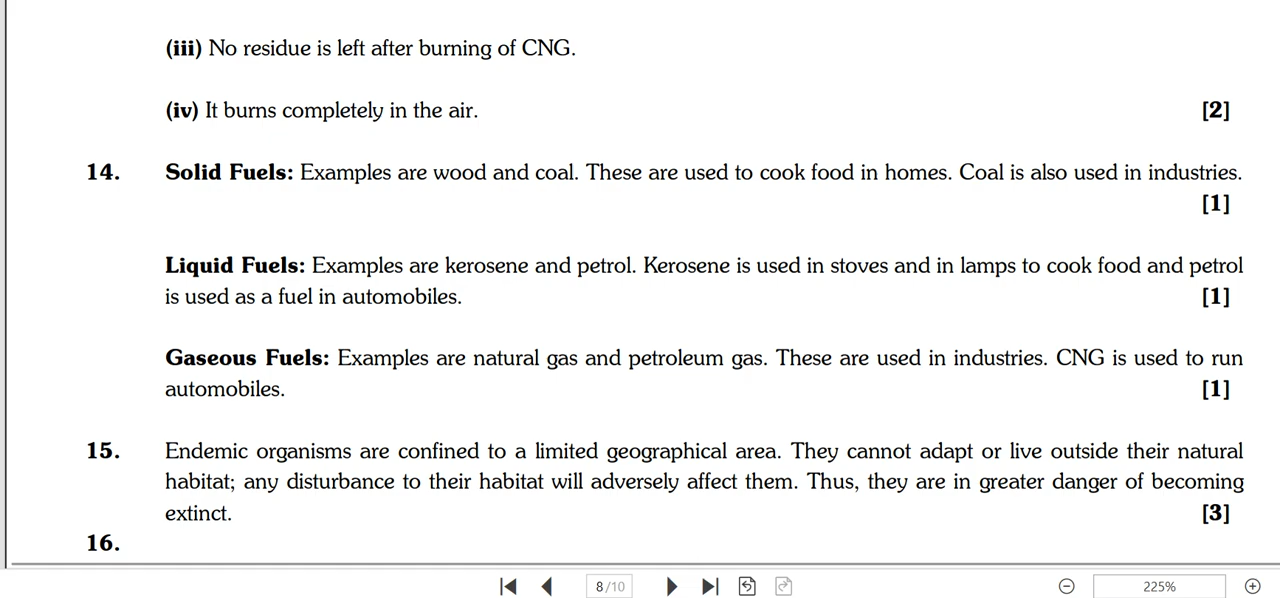 (iii) No residue is left after burning of CNG.
(iv) It burns completely in the air. [2]
14. Solid Fuels: Examples are wood and coal. These are used to cook food in homes. Coal is also used in industries.
[1]
Liquid Fuels: Examples are kerosene and petrol. Kerosene is used in stoves and in lamps to cook food and petrol
is used as a fuel in automobiles. [1]
Gaseous Fuels: Examples are natural gas and petroleum gas. These are used in industries. CNG is used to run
automobiles. [1]
15. Endemic organisms are confined to a limited geographical area. They cannot adapt or live outside their natural
habitat; any disturbance to their habitat will adversely affect them. Thus, they are in greater danger of becoming
extinct. [3]
16.
8/10 225%